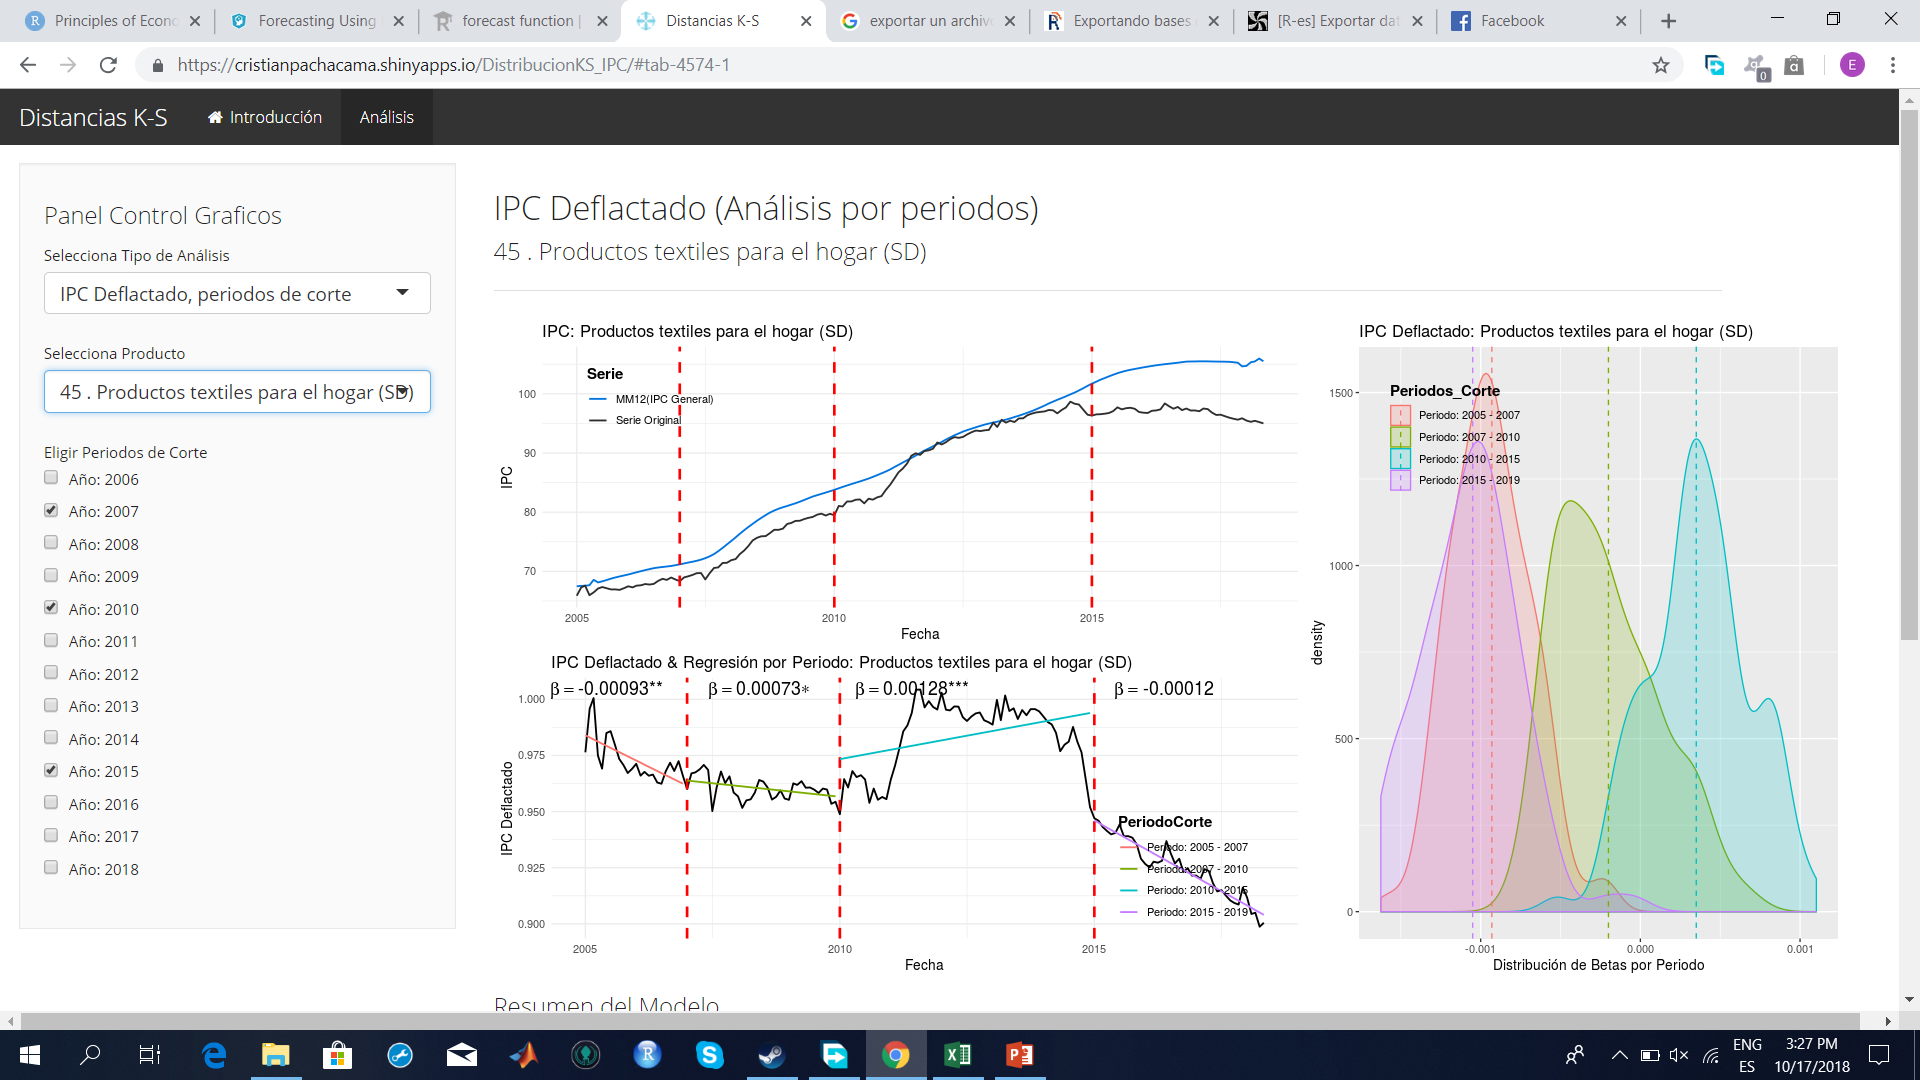 Principles of Econo
Forecasting Using
forecast function |
Distancias K-S
exportar un archivo
Exportando bases
[R-es] Exportar dat
Facebook
https://cristianpachacama.shinyapps.io/DistribucionKS_IPC/#tab-4574-1
0
E
Distancias K-S
Introducción
Análisis
Panel Control Graficos
Selecciona Tipo de Análisis
IPC Deflactado, periodos de corte
Selecciona Producto
45 . Productos textiles para el hogar (SD)
Eligir Periodos de Corte
Año: 2006
Año: 2007
Año: 2008
Año: 2009
Año: 2010
Año: 2011
Año: 2012
Año: 2013
Año: 2014
Año: 2015
Año: 2016
Año: 2017
Año: 2018
IPC Deflactado (Análisis por periodos)
45 . Productos textiles para el hogar (SD)
IPC: Productos textiles para el hogar (SD)
Serie
MM12(IPC General)
Serie Original
100
90
80
70
IPC
2005
2010
2015
Fecha
IPC Deflactado & Regresión por Periodo: Productos textiles para el hogar (SD)
β = -0.00093**
β = 0.00073*
β = 0.00128***
β = -0.00012
1.000
0.975
0.950
0.925
0.900
IPC Deflactado
PeriodoCorte
Periodo: 2005 - 2007
Periodo: 2007 - 2010
Periodo: 2010 - 2015
Periodo: 2015 - 2019
2005
2010
2015
Fecha
IPC Deflactado: Productos textiles para el hogar (SD)
Periodos_Corte
Periodo: 2005 - 2007
Periodo: 2007 - 2010
Periodo: 2010 - 2015
Periodo: 2015 - 2019
1500
1000
500
0
density
-0.001
0.000
0.001
Distribución de Betas por Periodo
Resumen del Modelo
ENG
ES
3:27 PM
10/17/2018